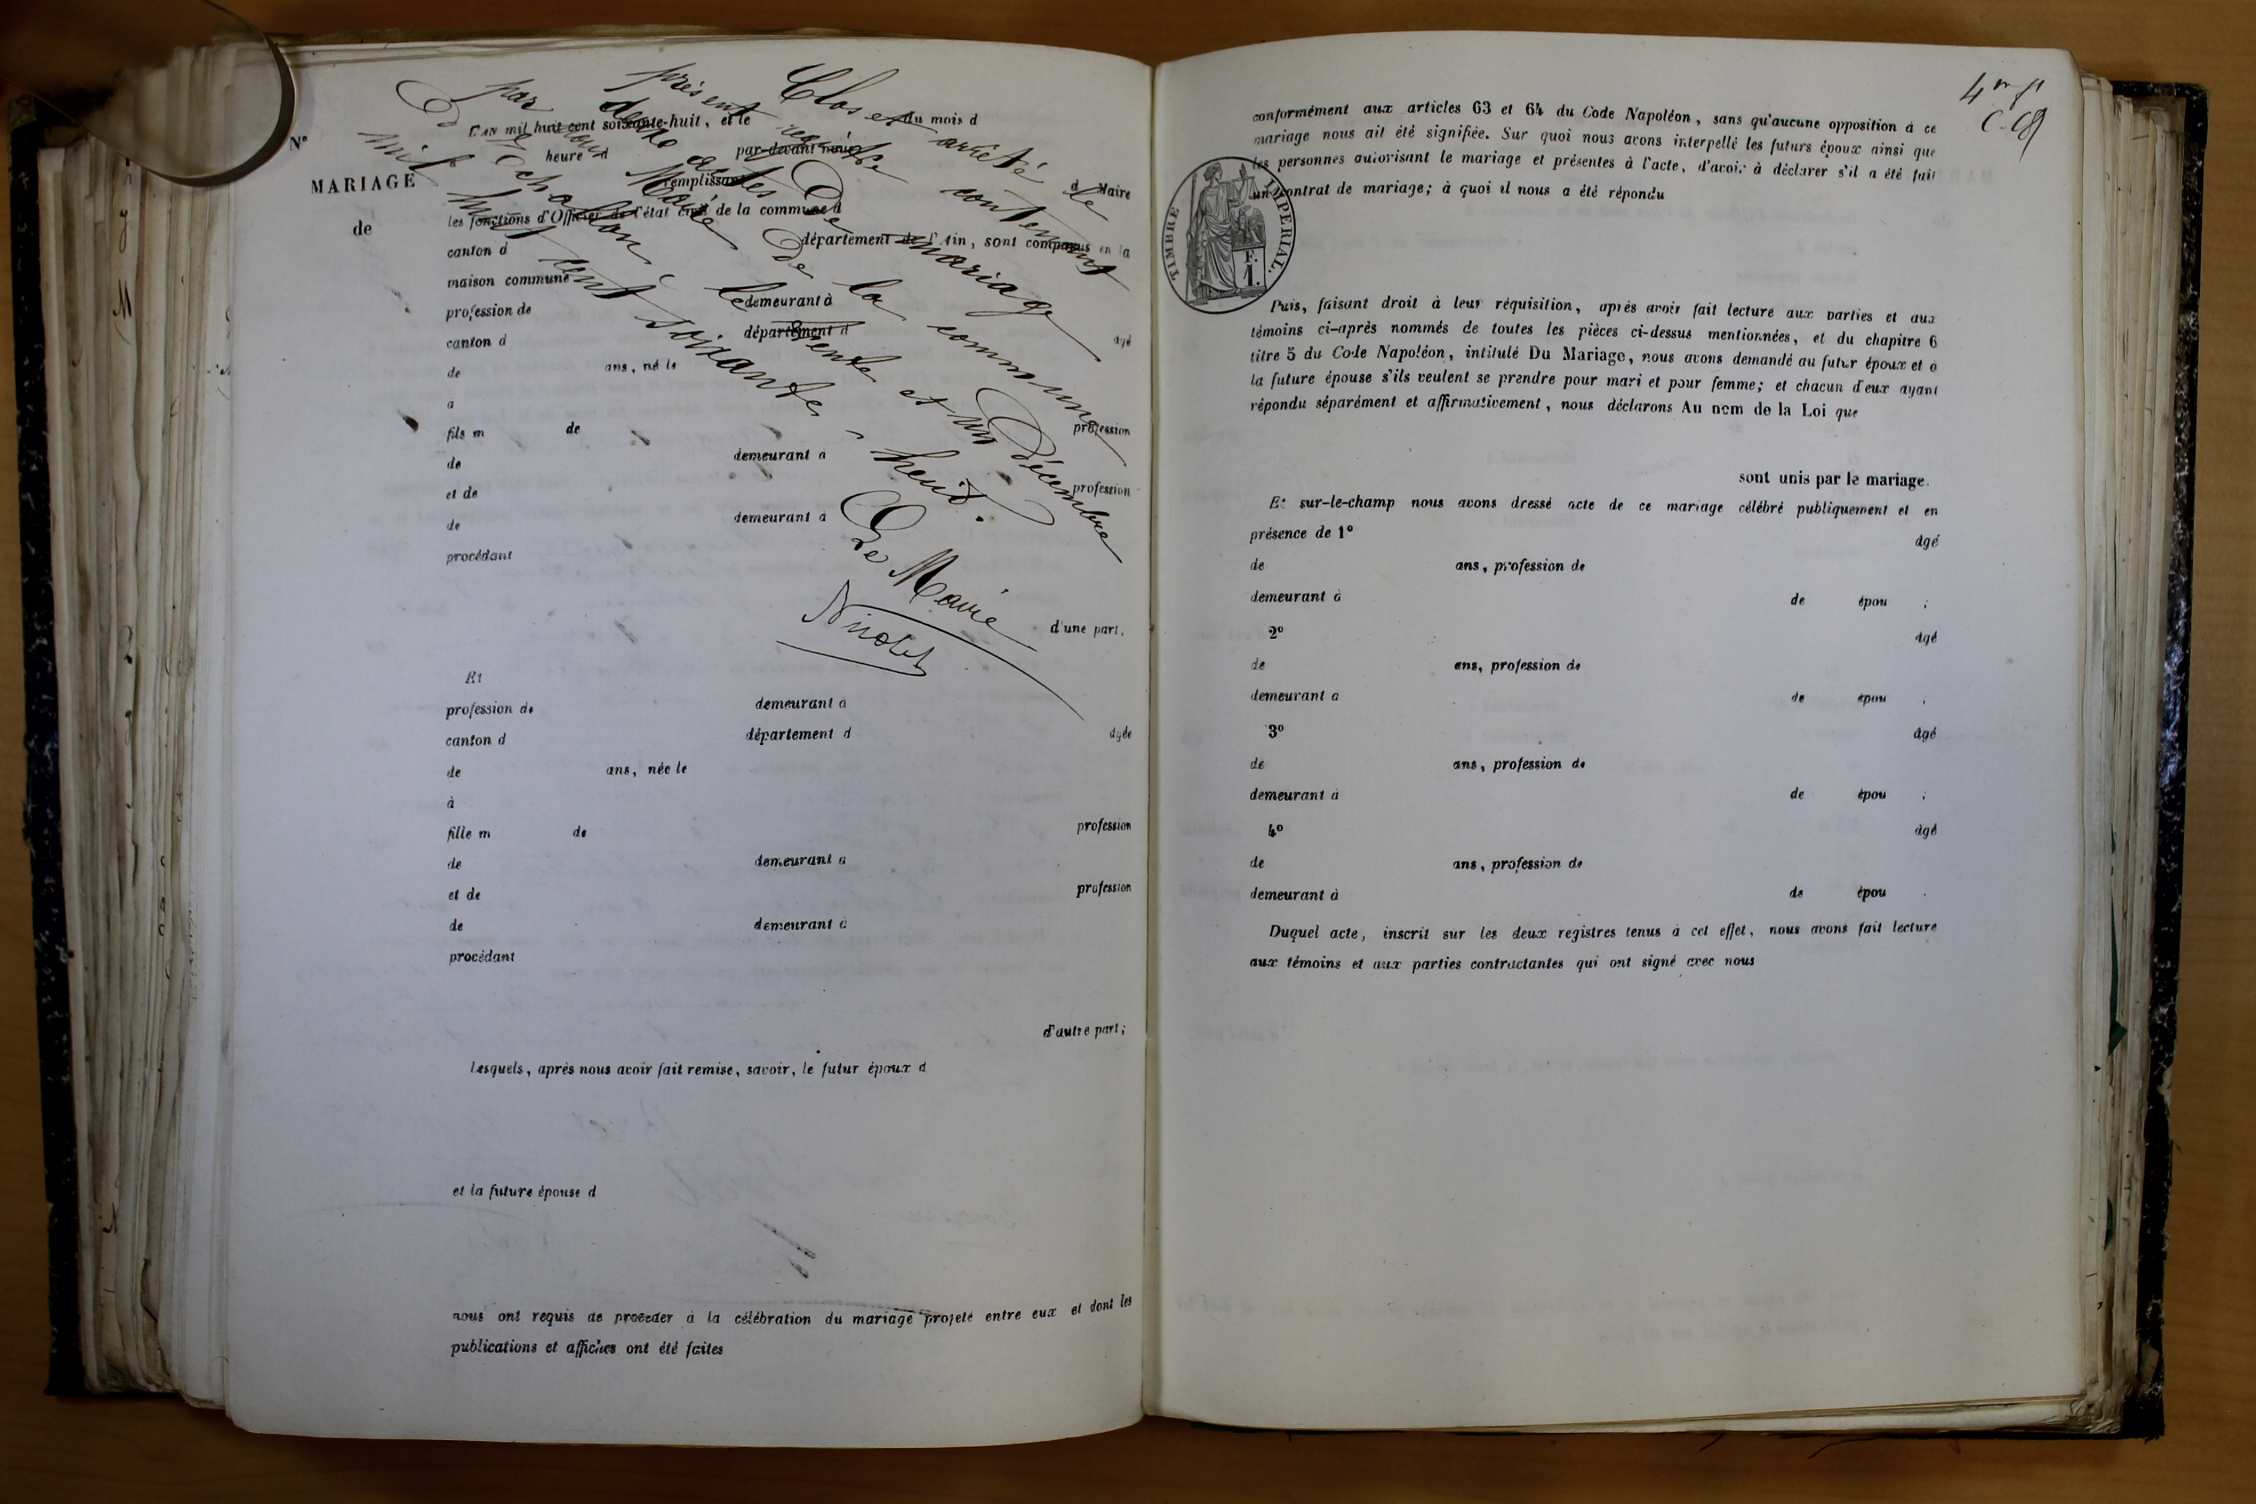 Clos et arrêté le
présent registre contenant
deux actes de mariage
par nous Maire de la commune
D'Echalon, le trente et un Décembre
mil huit cent soixante-huit.
Le Maire
Nicolet
N°
MARIAGE
de
L'AN mil huit cent soixante-huit, et le du mois d
heure d par-devant nous
remplissant d Maire
les fonctions d'Officier de l'état civil de la commune d
canton d département de l'Ain, sont comparus en la
maison commune
profession de demeurant à
canton d département d âgé
de ans, né le
a
fils m de profession
de demeurant a
et de profession
de demeurant a
procédant
d'une part,
Et
profession de demeurant a
canton d département d âgée
de ans, née le
à
fille m de profession
de demeurant a
et de profession
de demeurant à
procédant
d'autre part;
Lesquels, après nous avoir fait remise, savoir, le futur époux d
et la future épouse d
nous ont requis de procéder à la célébration du mariage projeté entre eux et dont les
publications et affiches ont été faites
4
conformément aux articles 63 et 64 du Code Napoléon, sans qu'aucune opposition à ce
mariage nous ait été signifiée. Sur quoi nous avons interpellé les futurs époux ainsi que
les personnes autorisant le mariage et présentes à l'acte, d'avoir à déclarer s'il a été fait
un contrat de mariage; à quoi il nous a été répondu
TIMBRE IMPÉRIAL.
F.
1.
Puis, faisant droit à leur réquisition, après avoir fait lecture aux parties et aux
témoins ci-après nommés de toutes les pièces ci-dessus mentionnées, et du chapitre 6
titre 5 du Code Napoléon, intitulé Du Mariage, nous avons demandé au futur époux et à
la future épouse s'ils veulent se prendre pour mari et pour femme; et chacun d'eux ayant
répondu séparément et affirmativement, nous déclarons Au nom de la Loi que
sont unis par le mariage.
Et sur-le-champ nous avons dressé acte de ce mariage célébré publiquement et en
présence de 1° âgé
de ans, profession de
demeurant à de épou ;
2° âgé
de ans, profession de
demeurant a de épou ;
3° âgé
de ans, profession de
demeurant à de épou ;
4° âgé
de ans, profession de
demeurant à de épou .
Duquel acte, inscrit sur les deux registres tenus à cet effet, nous avons fait lecture
aux témoins et aux parties contractantes qui ont signé avec nous